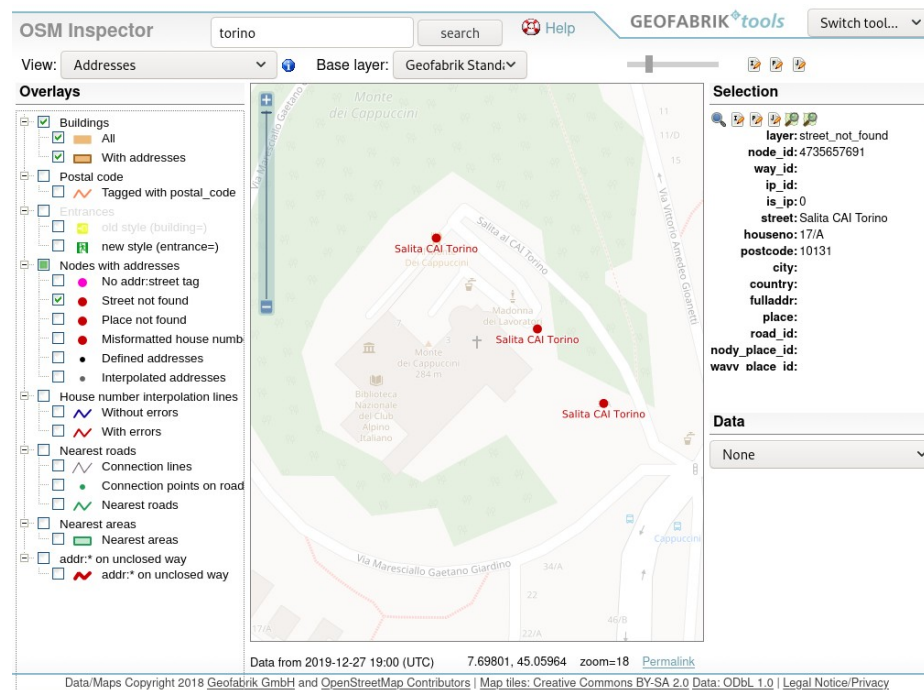 OSM Inspector
torino
search
Help
GEOFABRIK tools
Switch tool...
View:
Addresses
Base layer:
Geofabrik Standa
Overlays
Buildings
All
With addresses
Postal code
Tagged with postal_code
Entrances
old style (building=)
new style (entrance=)
Nodes with addresses
No addr:street tag
Street not found
Place not found
Misformatted house numb
Defined addresses
Interpolated addresses
House number interpolation lines
Without errors
With errors
Nearest roads
Connection lines
Connection points on road
Nearest roads
Nearest areas
Nearest areas
addr:* on unclosed way
addr:* on unclosed way
Monte
dei Cappuccini
Via Maresciallo Gaetano
11
11/D
15
Via Vittorio Amedeo Gioanetti
Salita al CAI Torino
Salita CAI Torino
Dei Cappuccini
Madonna
dei Lavoratori
Salita CAI Torino
7
3
Monte
dei Cappuccini
284 m
Biblioteca
Nazionale
del Club
Alpino
Italiano
Salita CAI Torino
Cappuccini
Via Maresciallo Gaetano Giardino
34/A
22
22/A
46/B
17/A
Selection
layer: street_not_found
node_id: 4735657691
way_id:
ip_id:
is_ip: 0
street: Salita CAI Torino
houseno: 17/A
postcode: 10131
city:
country:
fulladdr:
place:
road_id:
nody_place_id:
wayy_place_id:
Data
None
Data from 2019-12-27 19:00 (UTC)
7.69801, 45.05964
zoom=18
Permalink
Data/Maps Copyright 2018 Geofabrik GmbH and OpenStreetMap Contributors | Map tiles: Creative Commons BY-SA 2.0 Data: ODbL 1.0 | Legal Notice/Privacy